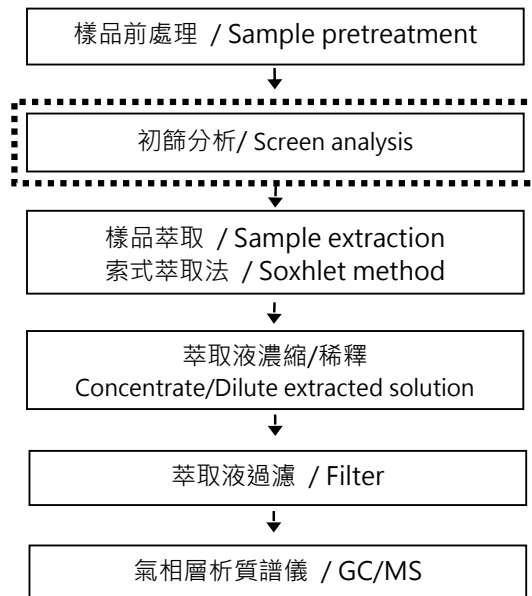 樣品前處理 / Sample pretreatment
初篩分析/ Screen analysis
樣品萃取 / Sample extraction
索式萃取法 / Soxhlet method
萃取液濃縮/稀釋
Concentrate/Dilute extracted solution
萃取液過濾 / Filter
氣相層析質譜儀 / GC/MS